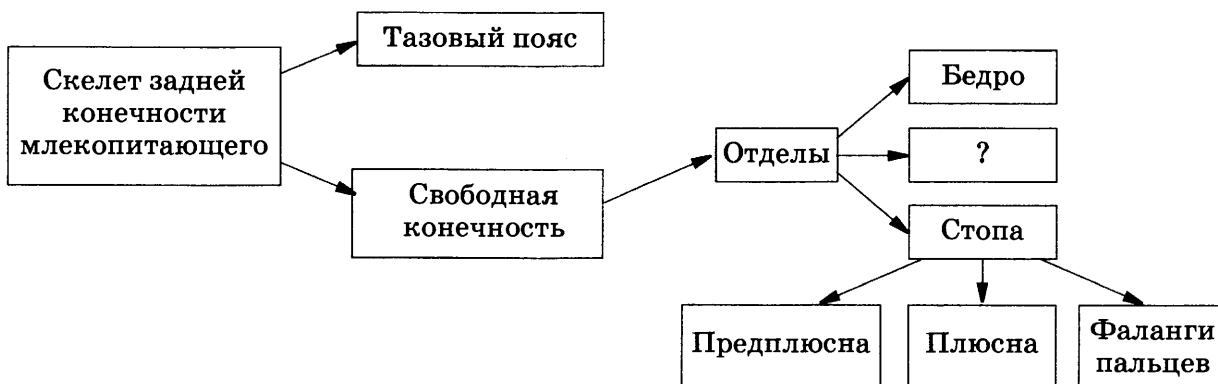 Тазовый пояс
Скелет задней
конечности
млекопитающего
Бедро
Отделы
?
Свободная
конечность
Стопа
Предплюсна
Плюсна
Фаланги
пальцев